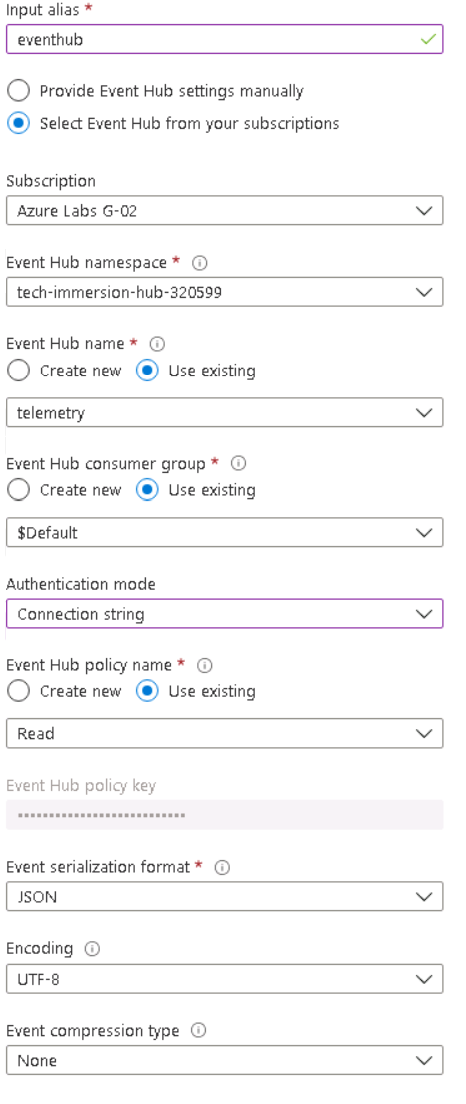 Input alias *
eventhub
Provide Event Hub settings manually
Select Event Hub from your subscriptions
Subscription
Azure Labs G-02
Event Hub namespace *
tech-immersion-hub-320599
Event Hub name *
Create new Use existing
telemetry
Event Hub consumer group *
Create new Use existing
$Default
Authentication mode
Connection string
Event Hub policy name *
Create new Use existing
Read
Event Hub policy key
•••••••••••••••••••••••••••
Event serialization format *
JSON
Encoding
UTF-8
Event compression type
None